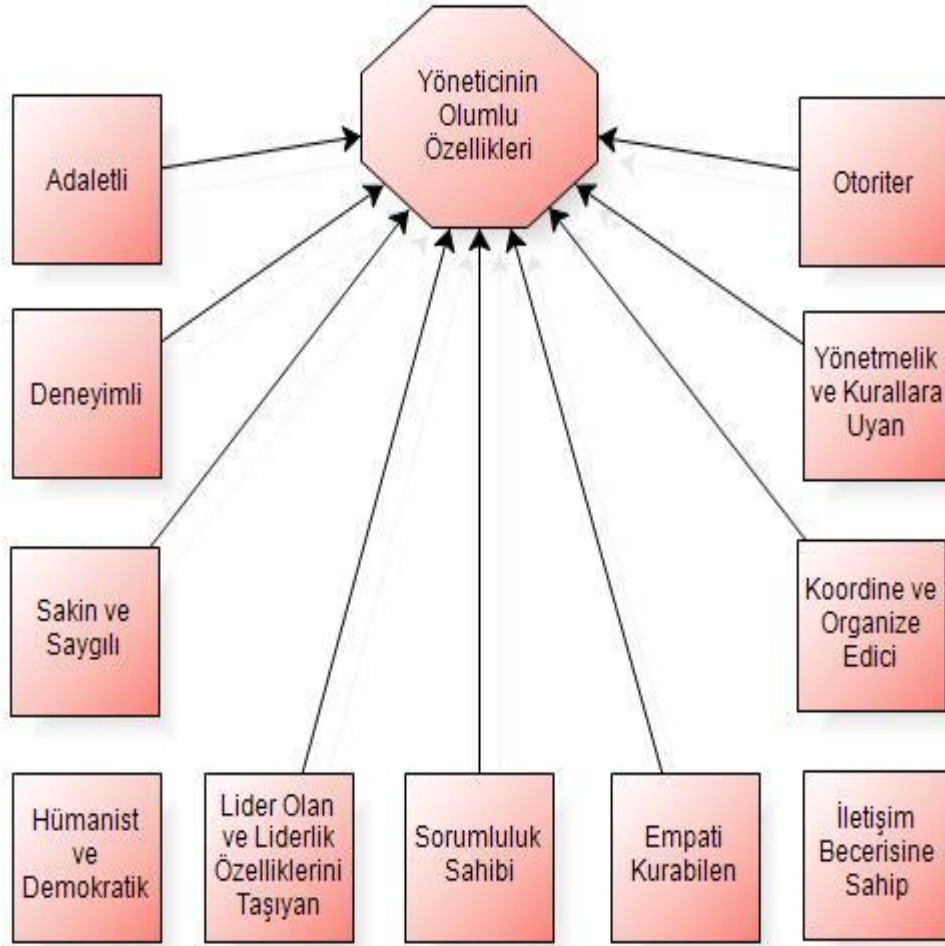 Yöneticinin
Olumlu
Özellikleri
Adaletli
Otoriter
Deneyimli
Yönetmelik
ve Kurallara
Uyan
Sakin ve
Saygılı
Koordine ve
Organize
Edici
Hümanist
ve
Demokratik
Lider Olan
ve Liderlik
Özelliklerini
Taşıyan
Sorumluluk
Sahibi
Empati
Kurabilen
İletişim
Becerisine
Sahip